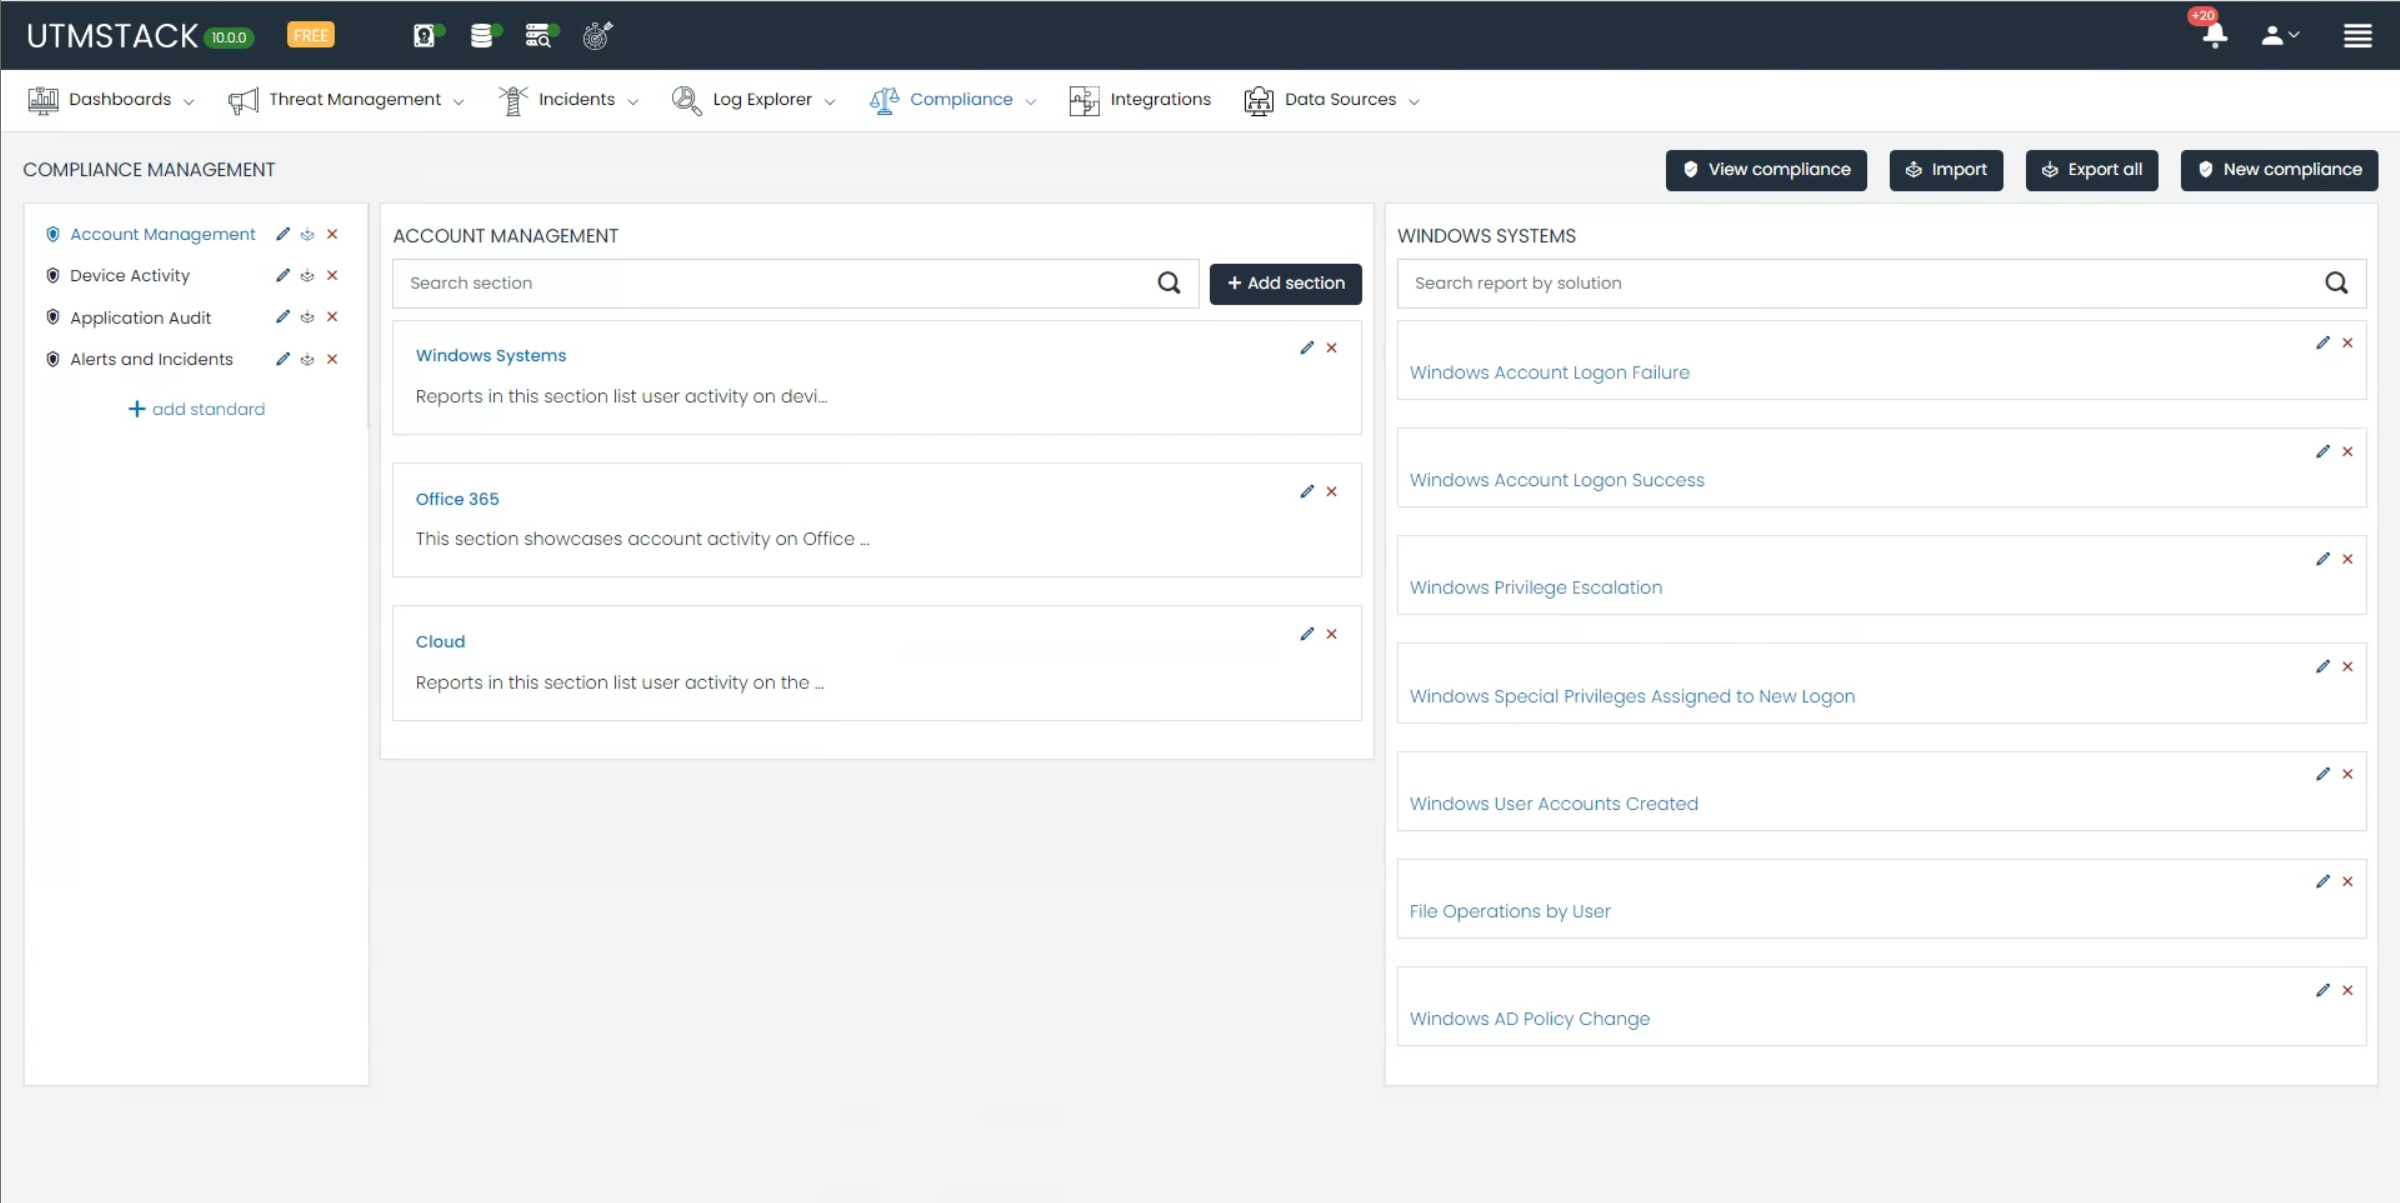 UTMSTACK 10.0.0 FREE +20
Dashboards Threat Management Incidents Log Explorer Compliance Integrations Data Sources
COMPLIANCE MANAGEMENT View compliance Import Export all New compliance
Account Management
Device Activity
Application Audit
Alerts and Incidents
+ add standard
ACCOUNT MANAGEMENT
Search section + Add section
Windows Systems
Reports in this section list user activity on devi...
Office 365
This section showcases account activity on Office ...
Cloud
Reports in this section list user activity on the ...
WINDOWS SYSTEMS
Search report by solution
Windows Account Logon Failure
Windows Account Logon Success
Windows Privilege Escalation
Windows Special Privileges Assigned to New Logon
Windows User Accounts Created
File Operations by User
Windows AD Policy Change